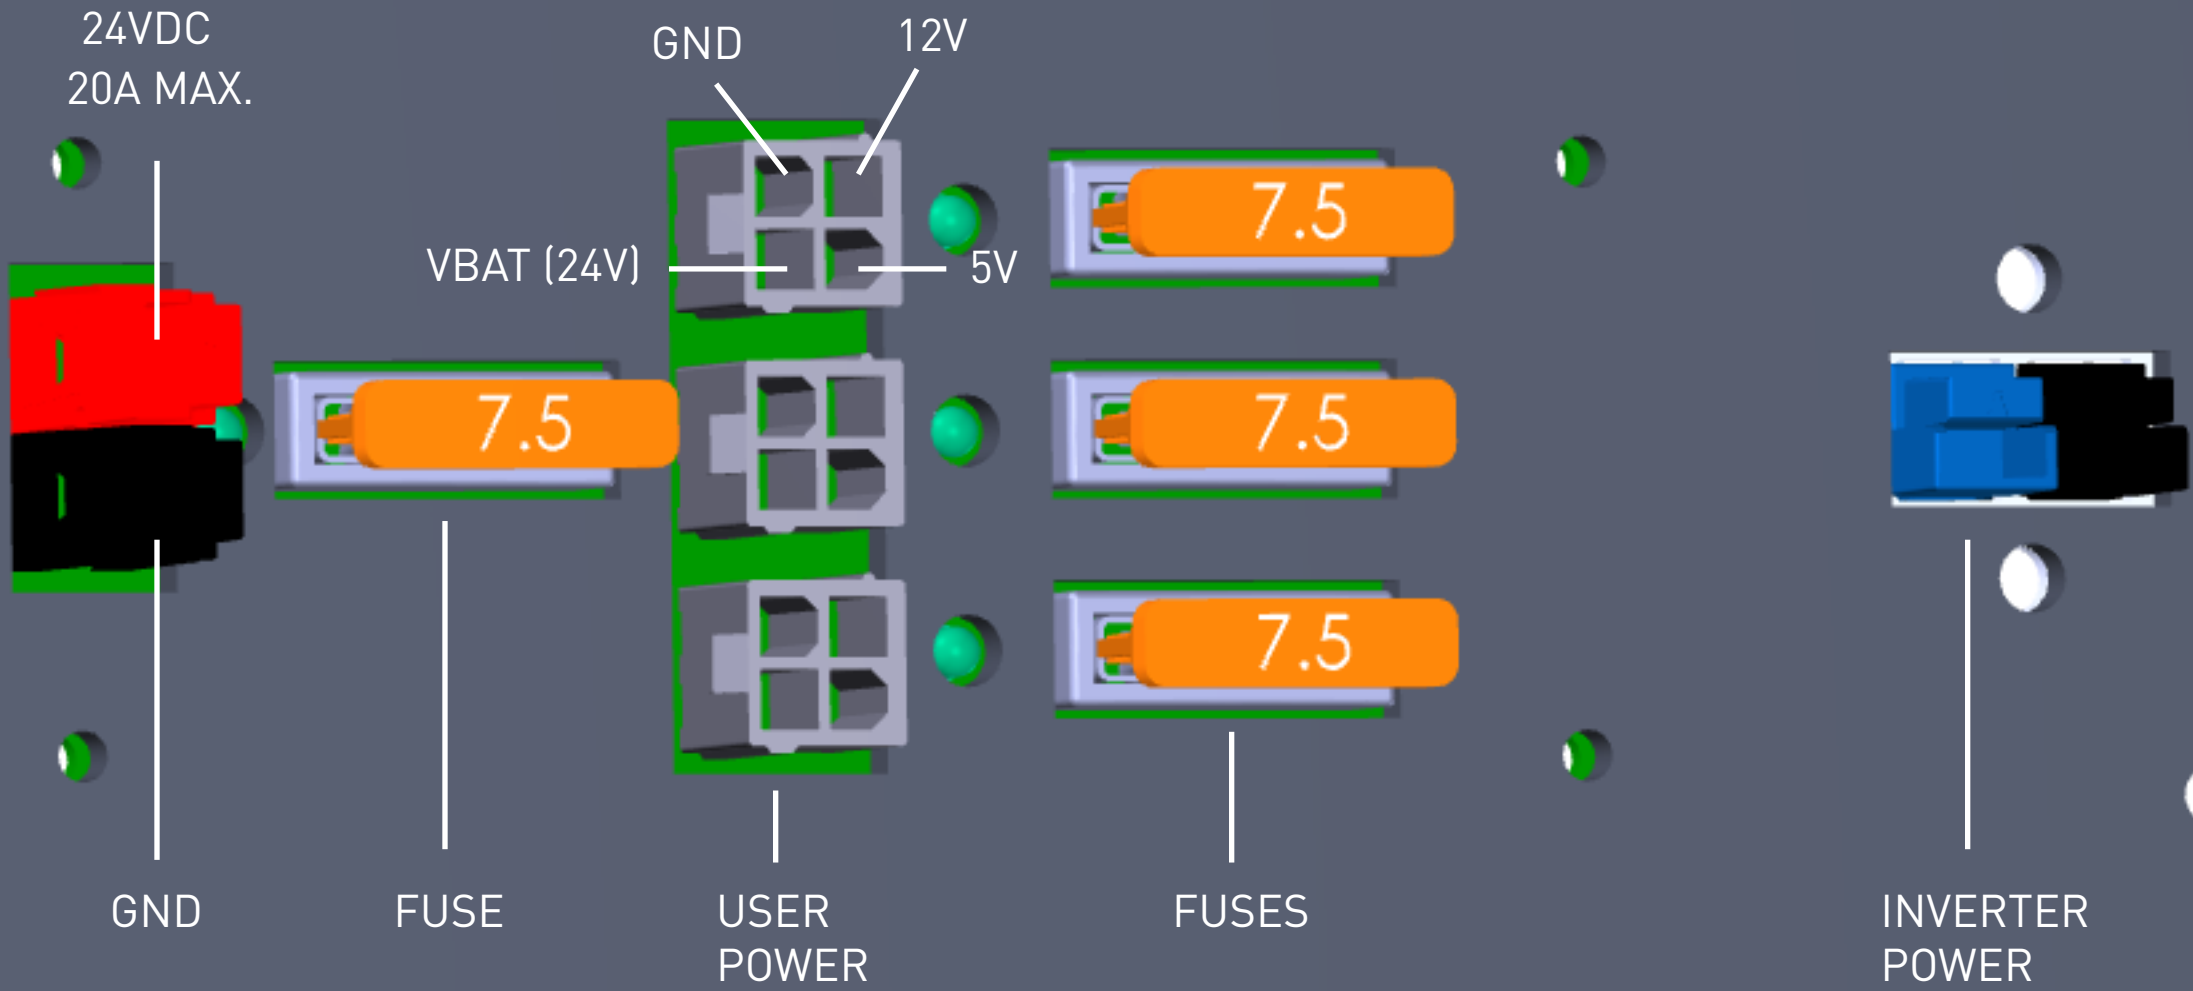 24VDC
20A MAX.
GND
12V
VBAT (24V)
5V
7.5
7.5
7.5
7.5
GND
FUSE
USER
POWER
FUSES
INVERTER
POWER